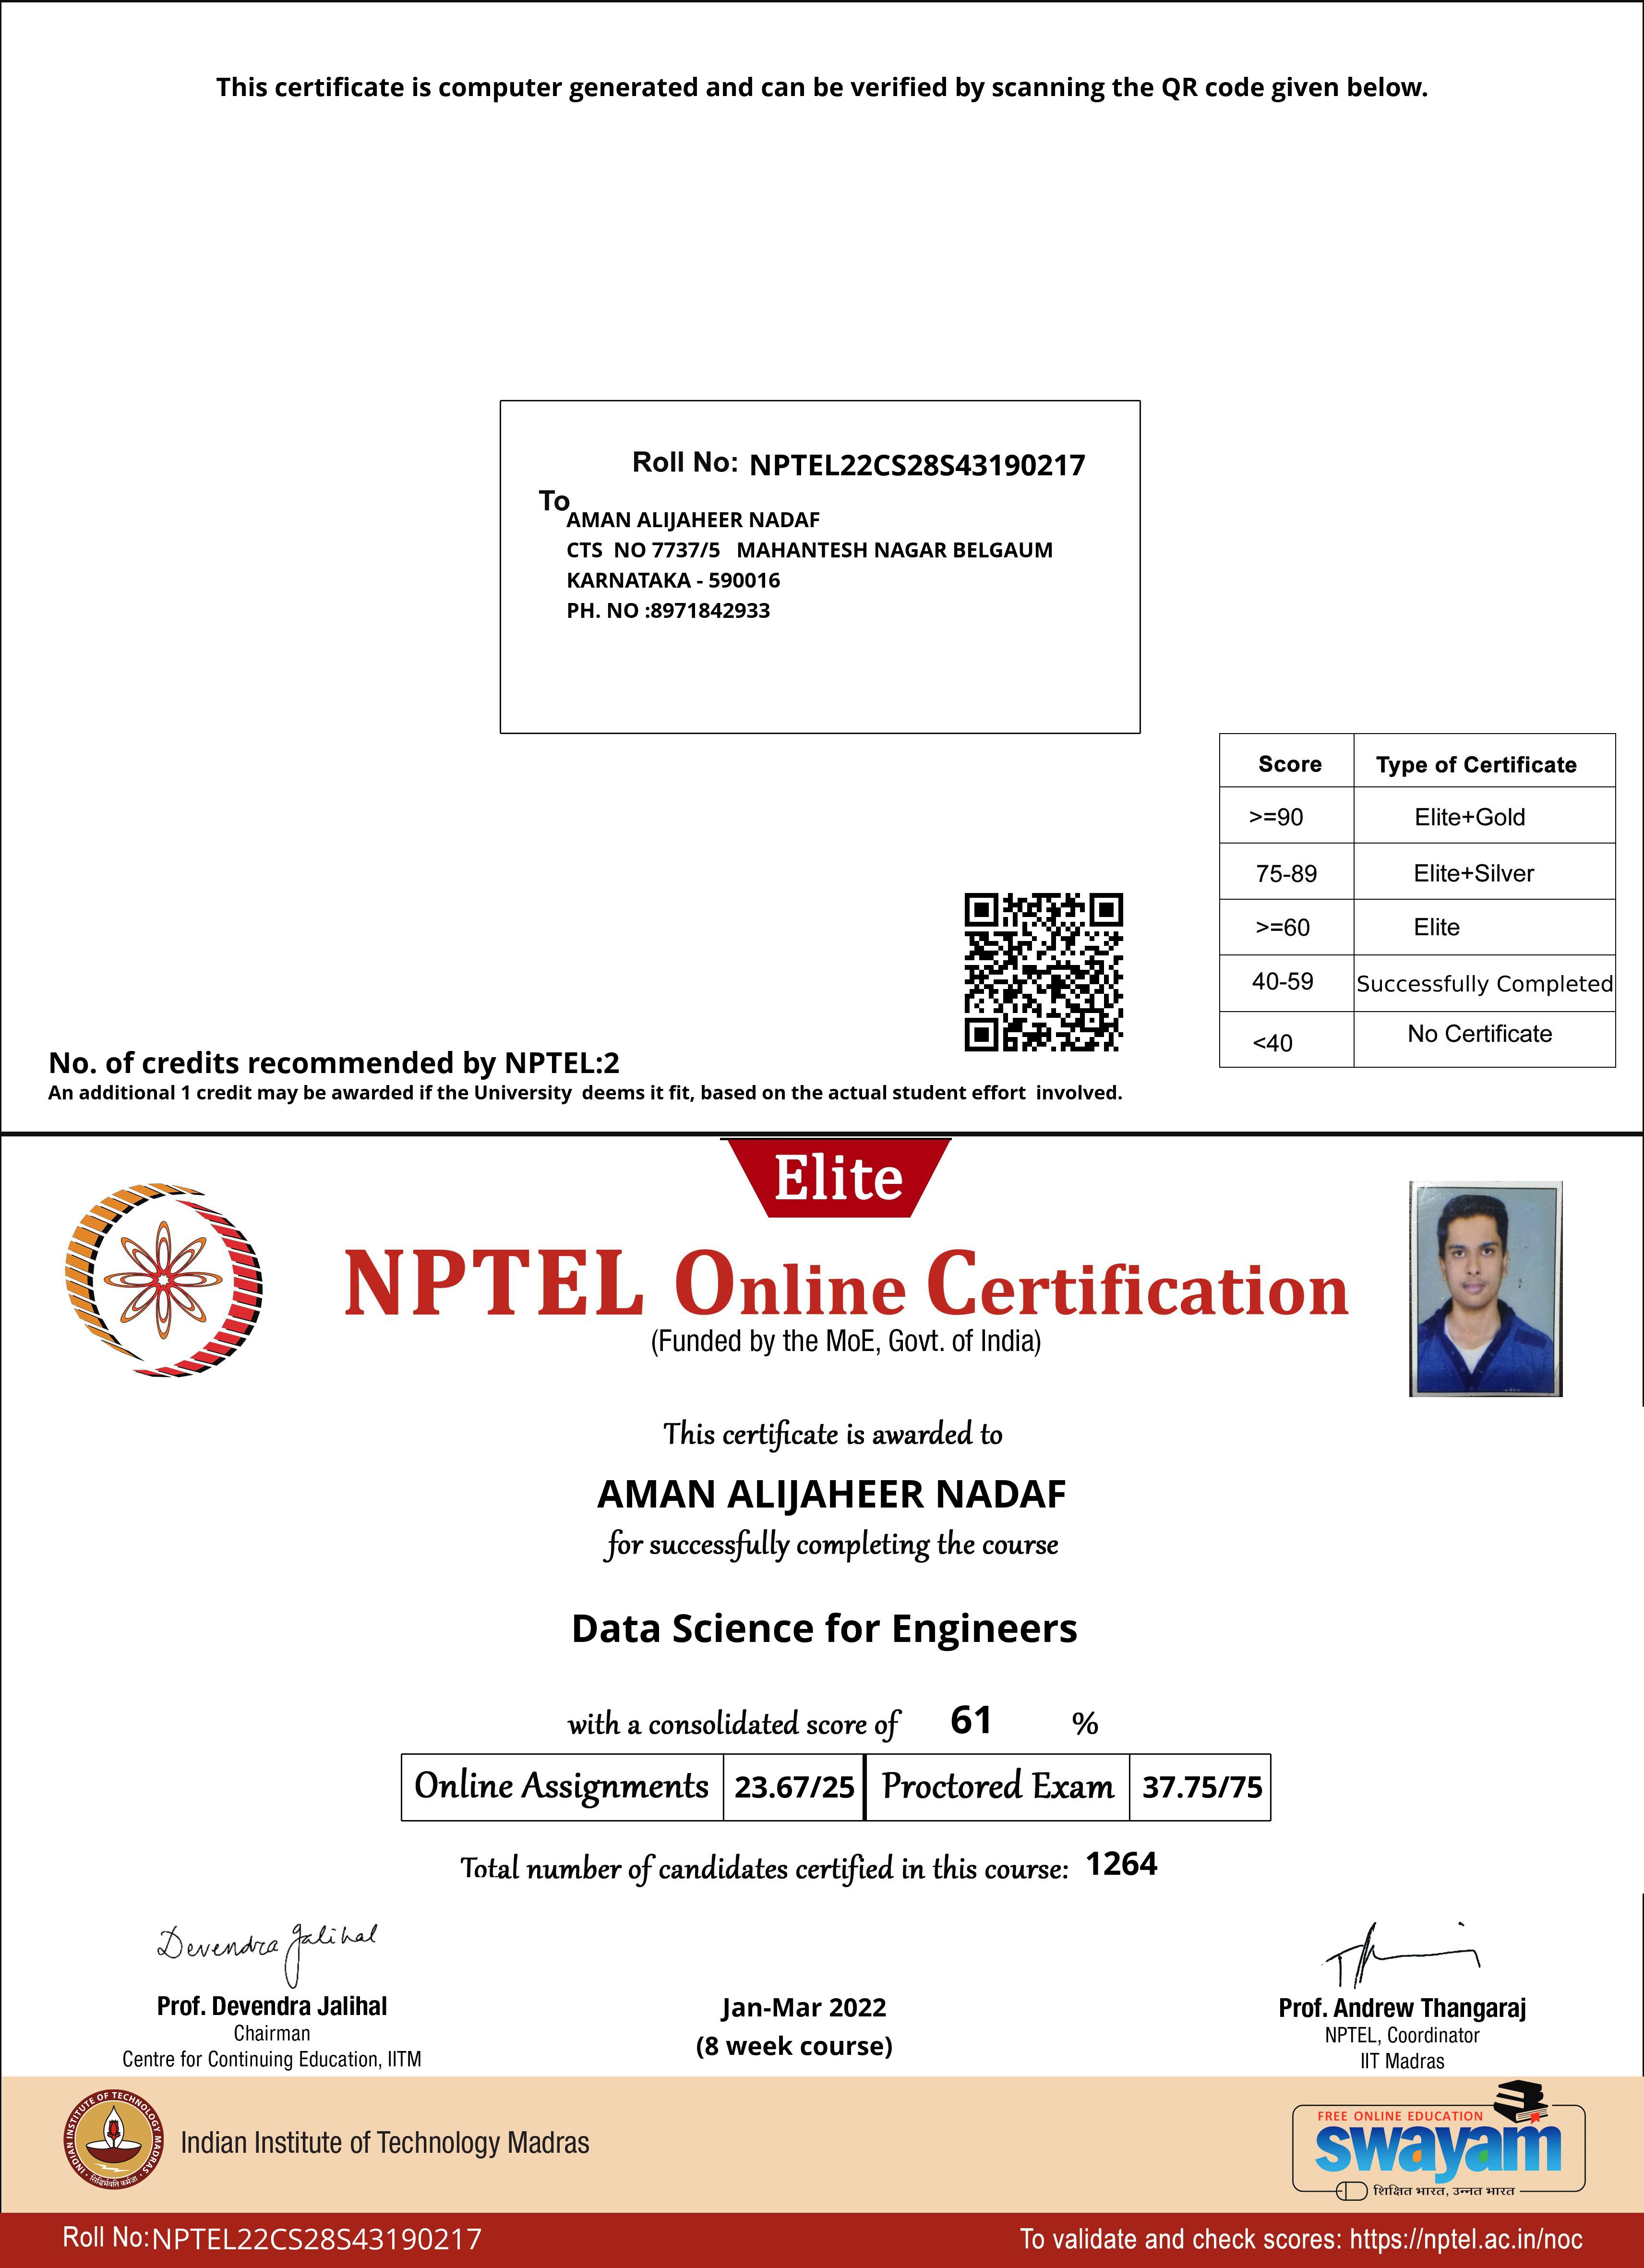 This certificate is computer generated and can be verified by scanning the QR code given below.
Roll No: NPTEL22CS28S43190217
To
AMAN ALIJAHEER NADAF
CTS NO 7737/5 MAHANTESH NAGAR BELGAUM
KARNATAKA - 590016
PH. NO :8971842933
Score Type of Certificate
>=90 Elite+Gold
75-89 Elite+Silver
>=60 Elite
40-59 Successfully Completed
<40 No Certificate
No. of credits recommended by NPTEL:2
An additional 1 credit may be awarded if the University deems it fit, based on the actual student effort involved.
Elite
NPTEL Online Certification
(Funded by the MoE, Govt. of India)
This certificate is awarded to
AMAN ALIJAHEER NADAF
for successfully completing the course
Data Science for Engineers
with a consolidated score of 61 %
Online Assignments 23.67/25 Proctored Exam 37.75/75
Total number of candidates certified in this course: 1264
Devendra Jalihal
Prof. Devendra Jalihal
Chairman
Centre for Continuing Education, IITM
Jan-Mar 2022
(8 week course)
Prof. Andrew Thangaraj
NPTEL, Coordinator
IIT Madras
INDIAN INSTITUTE OF TECHNOLOGY MADRAS
सिद्धिर्भवति कर्मजा
Indian Institute of Technology Madras
FREE ONLINE EDUCATION
swayam
शिक्षित भारत, उन्नत भारत
Roll No:NPTEL22CS28S43190217
To validate and check scores: https://nptel.ac.in/noc